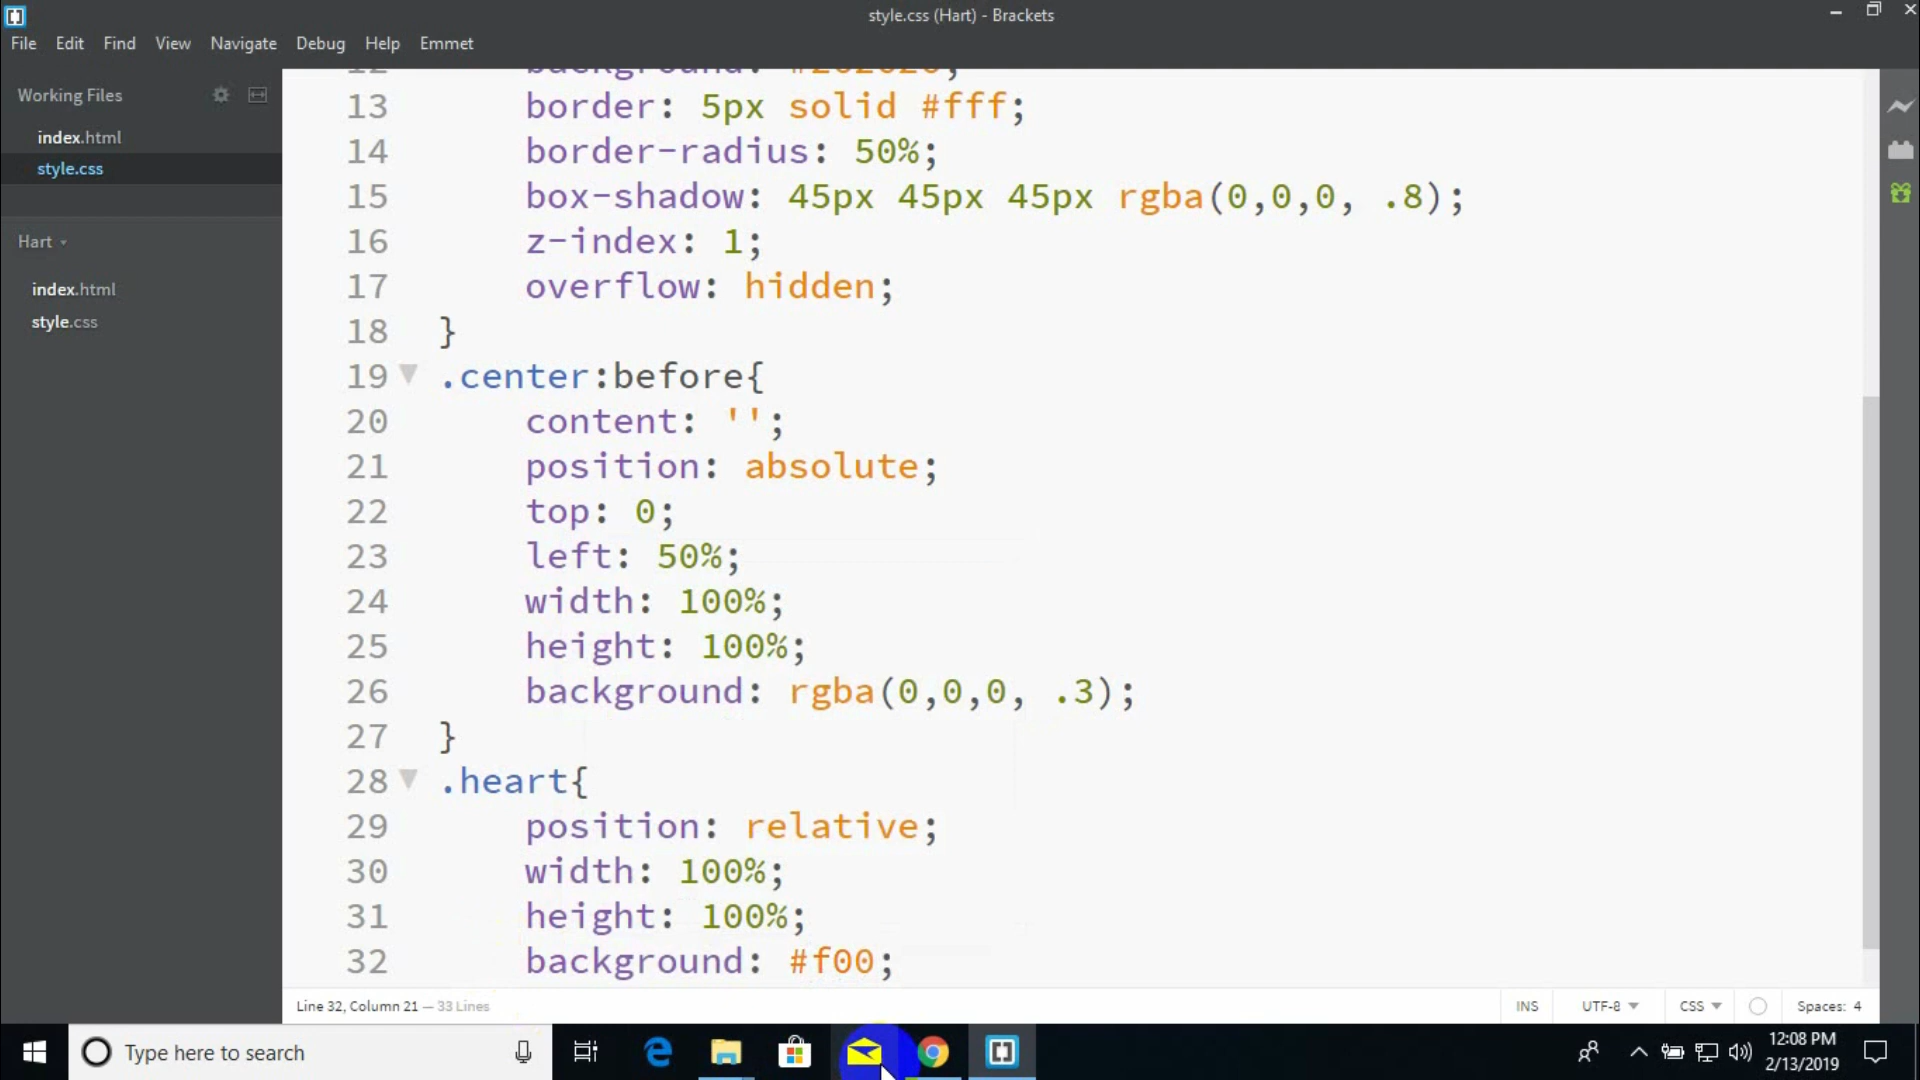 style.css (Hart) - Brackets
File Edit Find View Navigate Debug Help Emmet
Working Files
index.html
style.css
Hart
index.html
style.css
13 border: 5px solid #fff;
14 border-radius: 50%;
15 box-shadow: 45px 45px 45px rgba(0,0,0, .8);
16 z-index: 1;
17 overflow: hidden;
18 }
19 .center:before{
20 content: '';
21 position: absolute;
22 top: 0;
23 left: 50%;
24 width: 100%;
25 height: 100%;
26 background: rgba(0,0,0, .3);
27 }
28 .heart{
29 position: relative;
30 width: 100%;
31 height: 100%;
32 background: #f00;
Line 32, Column 21 — 33 Lines
INS UTF-8 CSS Spaces: 4
Type here to search
12:08 PM
2/13/2019